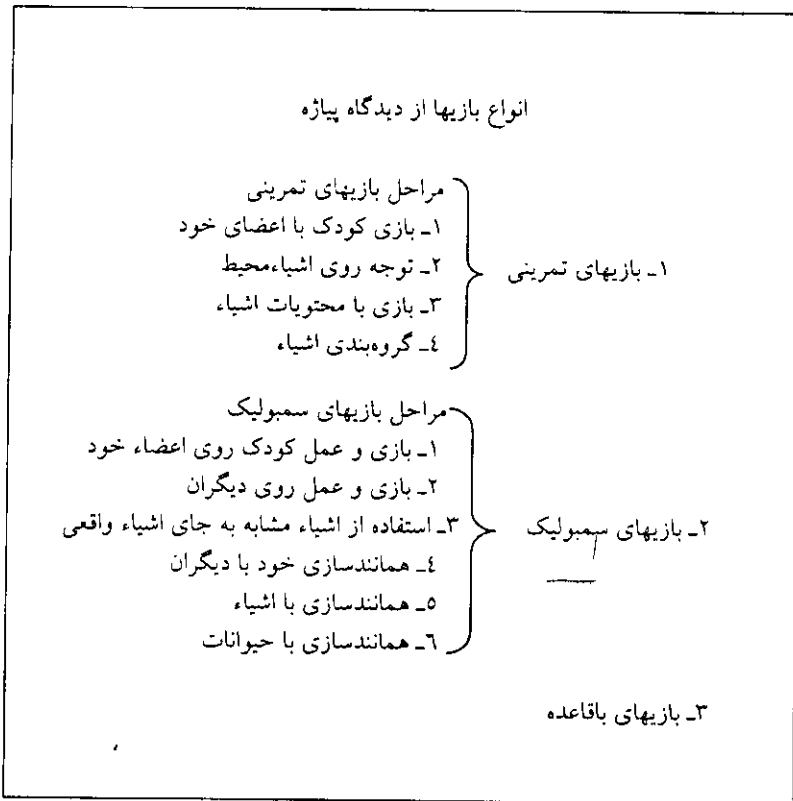 انواع بازیها از دیدگاه پیاژه
۱ـ بازیهای تمرینی
مراحل بازیهای تمرینی
۱ـ بازی کودک با اعضای خود
۲ـ توجه روی اشیاءمحیط
۳ـ بازی با محتویات اشیاء
٤ـ گروه‌بندی اشیاء
۲ـ بازیهای سمبولیک
مراحل بازیهای سمبولیک
۱ـ بازی و عمل کودک روی اعضاء خود
۲ـ بازی و عمل روی دیگران
۳ـ استفاده از اشیاء مشابه به جای اشیاء واقعی
٤ـ همانندسازی خود با دیگران
٥ـ همانندسازی با اشیاء
٦ـ همانندسازی با حیوانات
۳ـ بازیهای باقاعده